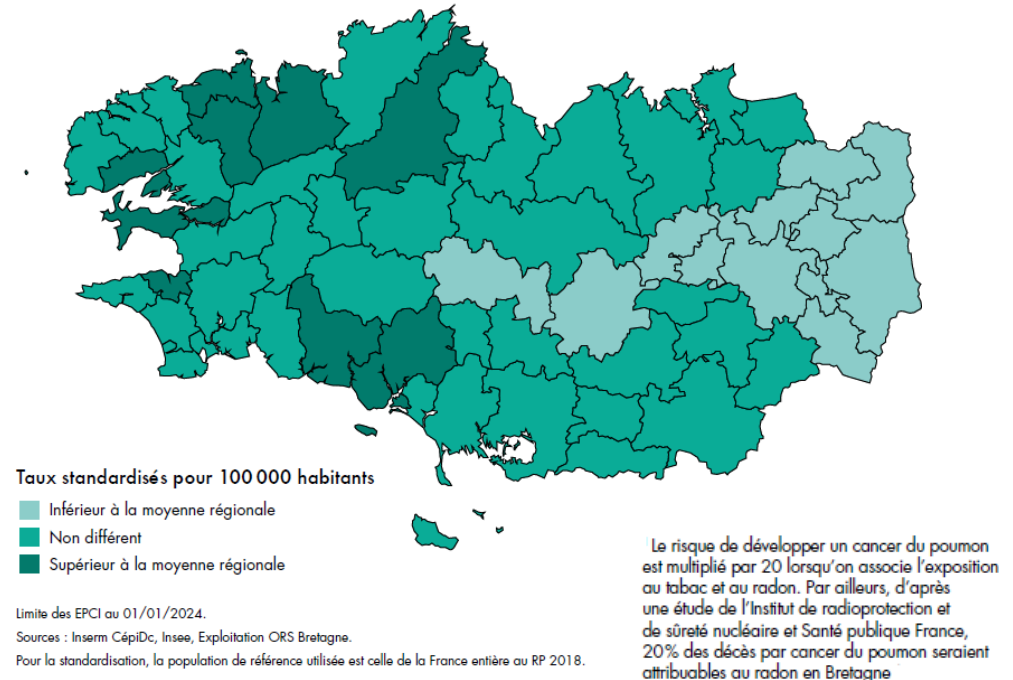 Taux standardisés pour 100 000 habitants
Inférieur à la moyenne régionale
Non différent
Supérieur à la moyenne régionale
Limite des EPCI au 01/01/2024.
Sources : Inserm CépiDc, Insee, Exploitation ORS Bretagne.
Pour la standardisation, la population de référence utilisée est celle de la France entière au RP 2018.
Le risque de développer un cancer du poumon
est multiplié par 20 lorsqu'on associe l'exposition
au tabac et au radon. Par ailleurs, d'après
une étude de l'Institut de radioprotection et
de sûreté nucléaire et Santé publique France,
20% des décès par cancer du poumon seraient
attribuables au radon en Bretagne